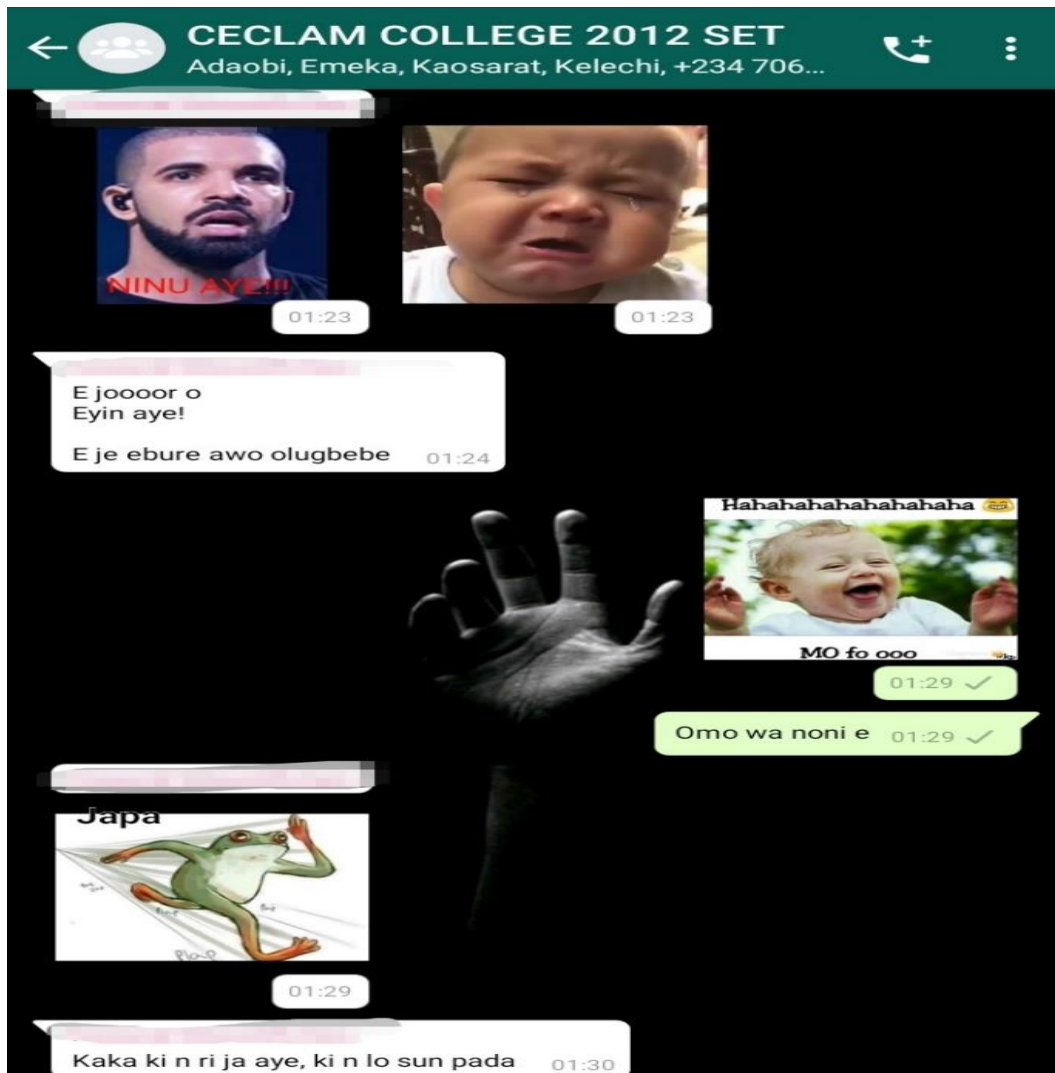 CECLAM COLLEGE 2012 SET
Adaobi, Emeka, Kaosarat, Kelechi, +234 706...
NINU AYE!!!
01:23
01:23
E joooor o
Eyin aye!
E je ebure awo olugbebe 01:24
Hahahahahahahahaha 😂
MO fo ooo
01:29
Omo wa noni e 01:29
Japa
Plap
01:29
Kaka ki n ri ja aye, ki n lo sun pada 01:30